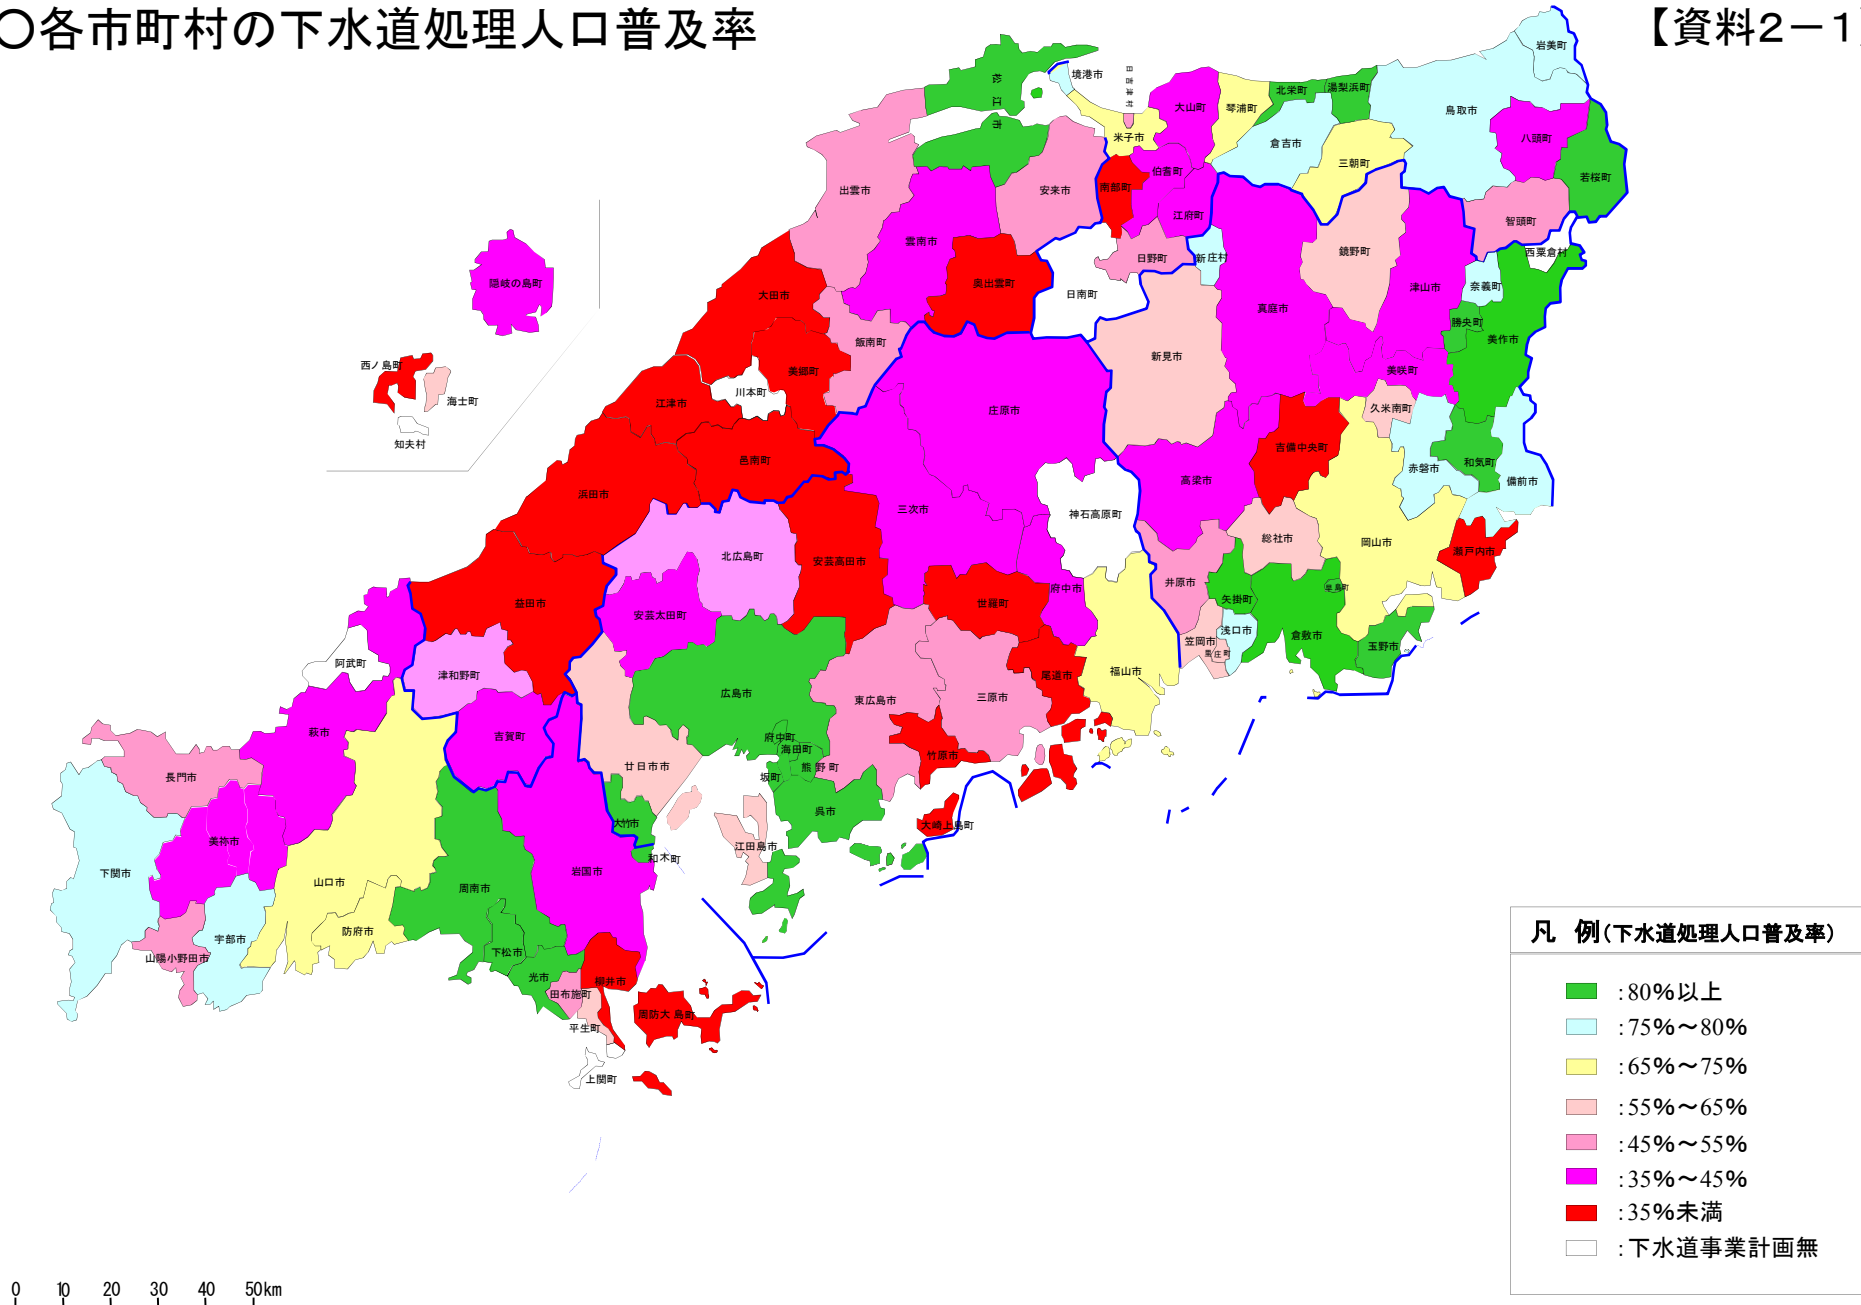 〇各市町村の下水道処理人口普及率
【資料2－1】
岩美町
境港市
日吉津村
松江市
大山町
琴浦町
北栄町
湯梨浜町
鳥取市
米子市
倉吉市
八頭町
三朝町
若桜町
伯耆町
南部町
出雲市
安来市
江府町
智頭町
雲南市
鏡野町
西粟倉村
日野町
新庄村
隠岐の島町
奥出雲町
日南町
津山市
奈義町
大田市
真庭市
勝央町
美作市
飯南町
新見市
西ノ島町
美郷町
美咲町
川本町
海士町
江津市
庄原市
久米南町
知夫村
吉備中央町
邑南町
赤磐市
和気町
高梁市
備前市
浜田市
三次市
神石高原町
総社市
岡山市
瀬戸内市
北広島町
安芸高田市
井原市
府中市
早島町
益田市
世羅町
矢掛町
安芸太田町
浅口市
倉敷市
笠岡市
里庄町
玉野市
阿武町
津和野町
福山市
尾道市
広島市
東広島市
三原市
萩市
吉賀町
府中町
海田町
竹原市
廿日市市
熊野町
坂町
長門市
呉市
大竹市
大崎上島町
美祢市
江田島市
和木町
下関市
岩国市
山口市
周南市
防府市
宇部市
下松市
山陽小野田市
光市
柳井市
田布施町
周防大島町
平生町
上関町
凡 例(下水道処理人口普及率)
:80%以上
:75%～80%
:65%～75%
:55%～65%
:45%～55%
:35%～45%
:35%未満
:下水道事業計画無
0 10 20 30 40 50km